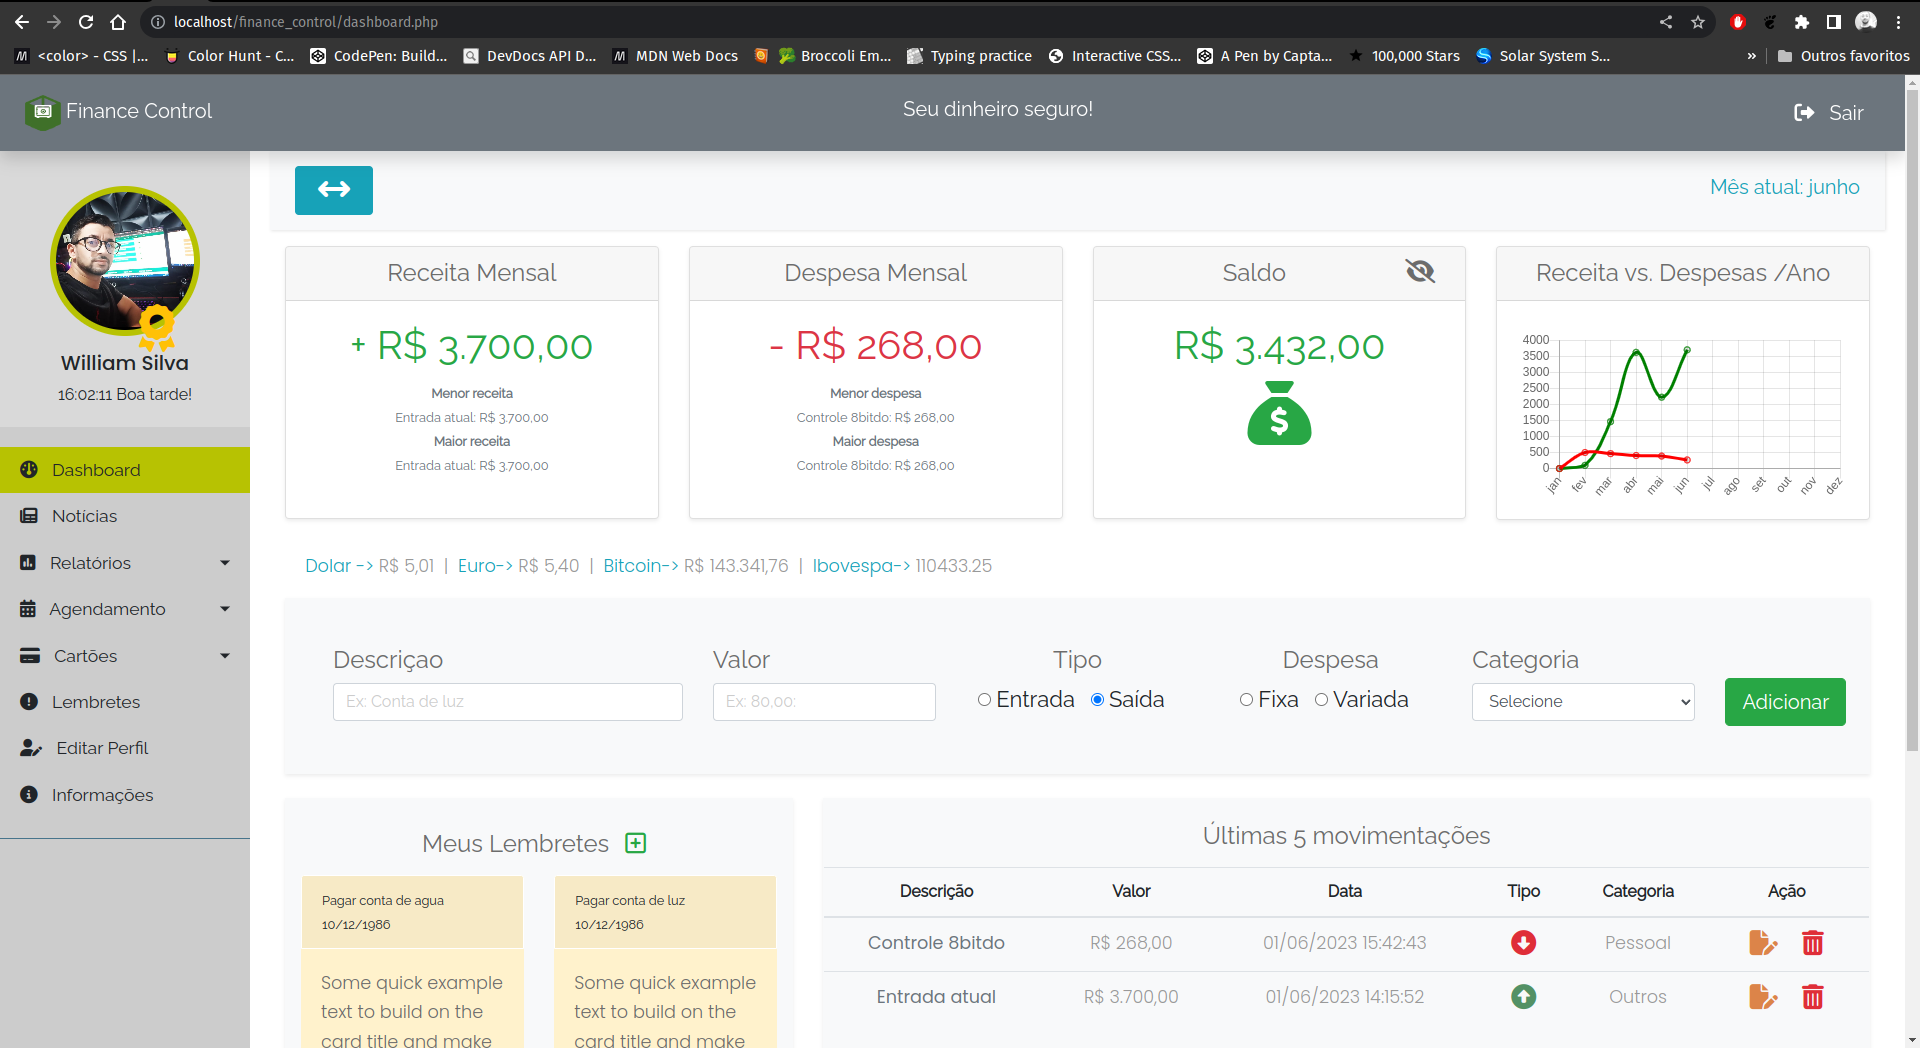 localhost/finance_control/dashboard.php
<color> - CSS |... Color Hunt - C... CodePen: Build... DevDocs API D... MDN Web Docs Broccoli Em... Typing practice Interactive CSS... A Pen by Capta... 100,000 Stars Solar System S... » Outros favoritos
Finance Control
Seu dinheiro seguro!
Sair
Mês atual: junho
William Silva
16:02:11 Boa tarde!
Dashboard
Notícias
Relatórios
Agendamento
Cartões
Lembretes
Editar Perfil
Informações
Receita Mensal
+ R$ 3.700,00
Menor receita
Entrada atual: R$ 3.700,00
Maior receita
Entrada atual: R$ 3.700,00
Despesa Mensal
- R$ 268,00
Menor despesa
Controle 8bitdo: R$ 268,00
Maior despesa
Controle 8bitdo: R$ 268,00
Saldo
R$ 3.432,00
$
Receita vs. Despesas /Ano
4000
3500
3000
2500
2000
1500
1000
500
0
jan fev mar abr mai jun jul ago set out nov dez
Dolar -> R$ 5,01 | Euro-> R$ 5,40 | Bitcoin-> R$ 143.341,76 | Ibovespa-> 110433.25
Descriçao Valor Tipo Despesa Categoria
Ex: Conta de luz Ex: 80,00: Entrada Saída Fixa Variada Selecione Adicionar
Meus Lembretes
Pagar conta de agua
10/12/1986
Some quick example
text to build on the
card title and make
Pagar conta de luz
10/12/1986
Some quick example
text to build on the
card title and make
Últimas 5 movimentações
Descrição Valor Data Tipo Categoria Ação
Controle 8bitdo R$ 268,00 01/06/2023 15:42:43 Pessoal
Entrada atual R$ 3.700,00 01/06/2023 14:15:52 Outros